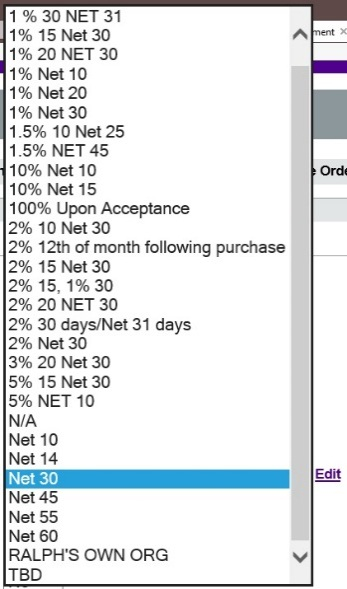 1 % 30 NET 31
1% 15 Net 30
1% 20 NET 30
1% Net 10
1% Net 20
1% Net 30
1.5% 10 Net 25
1.5% NET 45
10% Net 10
10% Net 15
100% Upon Acceptance
2% 10 Net 30
2% 12th of month following purchase
2% 15 Net 30
2% 15, 1% 30
2% 20 NET 30
2% 30 days/Net 31 days
2% Net 30
3% 20 Net 30
5% 15 Net 30
5% NET 10
N/A
Net 10
Net 14
Net 30
Net 45
Net 55
Net 60
RALPH'S OWN ORG
TBD
ment
e Orde
Edit